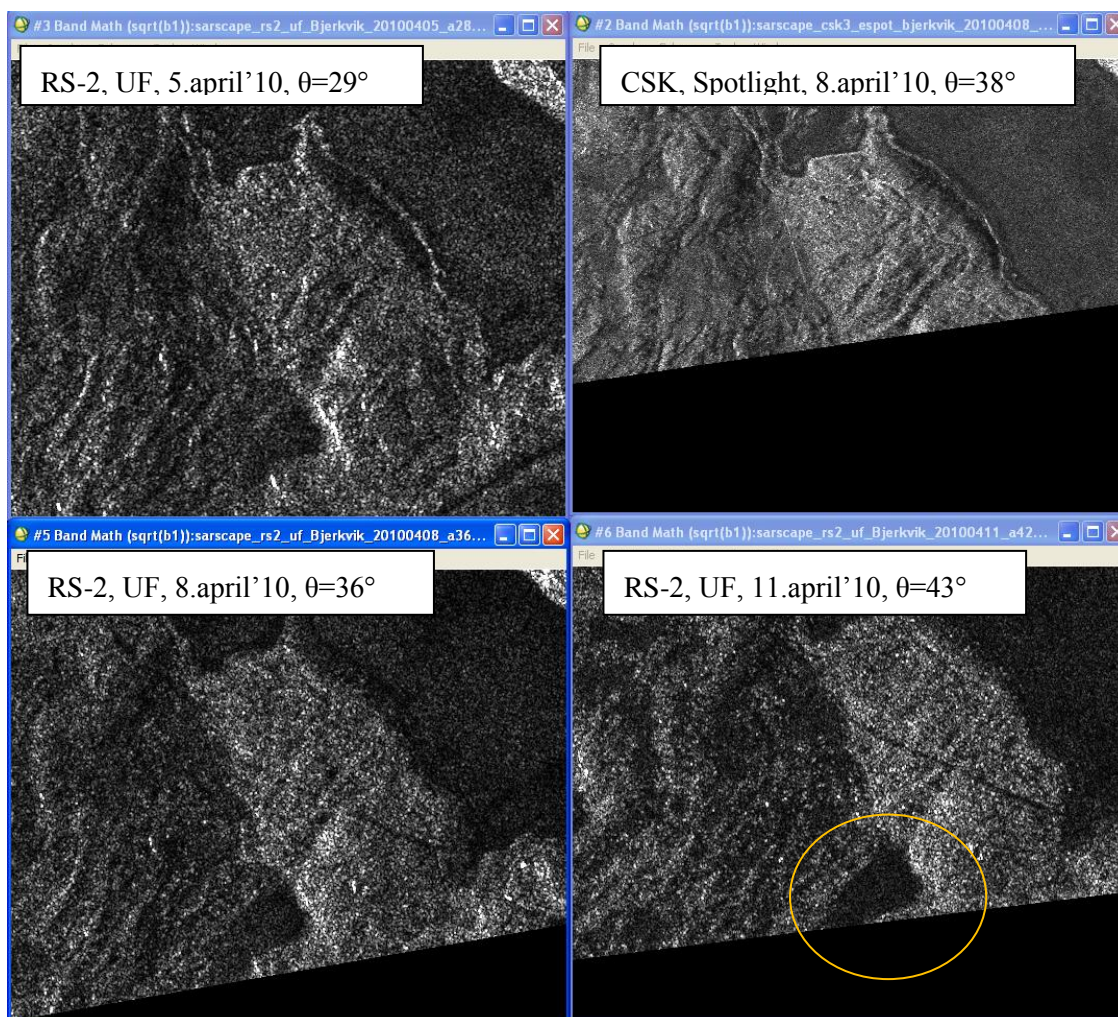 #3 Band Math (sqrt(b1)):sarscape_rs2_uf_Bjerkvik_20100405_a28...
RS-2, UF, 5.april'10, θ=29°
#2 Band Math (sqrt(b1)):sarscape_csk3_espot_bjerkvik_20100408_...
File
CSK, Spotlight, 8.april'10, θ=38°
#5 Band Math (sqrt(b1)):sarscape_rs2_uf_Bjerkvik_20100408_a36...
RS-2, UF, 8.april'10, θ=36°
#6 Band Math (sqrt(b1)):sarscape_rs2_uf_Bjerkvik_20100411_a42...
File
RS-2, UF, 11.april'10, θ=43°